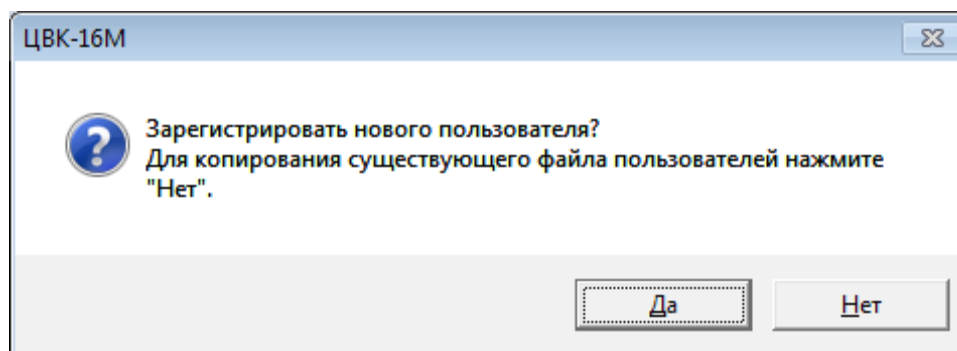 ЦВК-16М
Зарегистрировать нового пользователя?
Для копирования существующего файла пользователей нажмите
"Нет".
Да
Нет